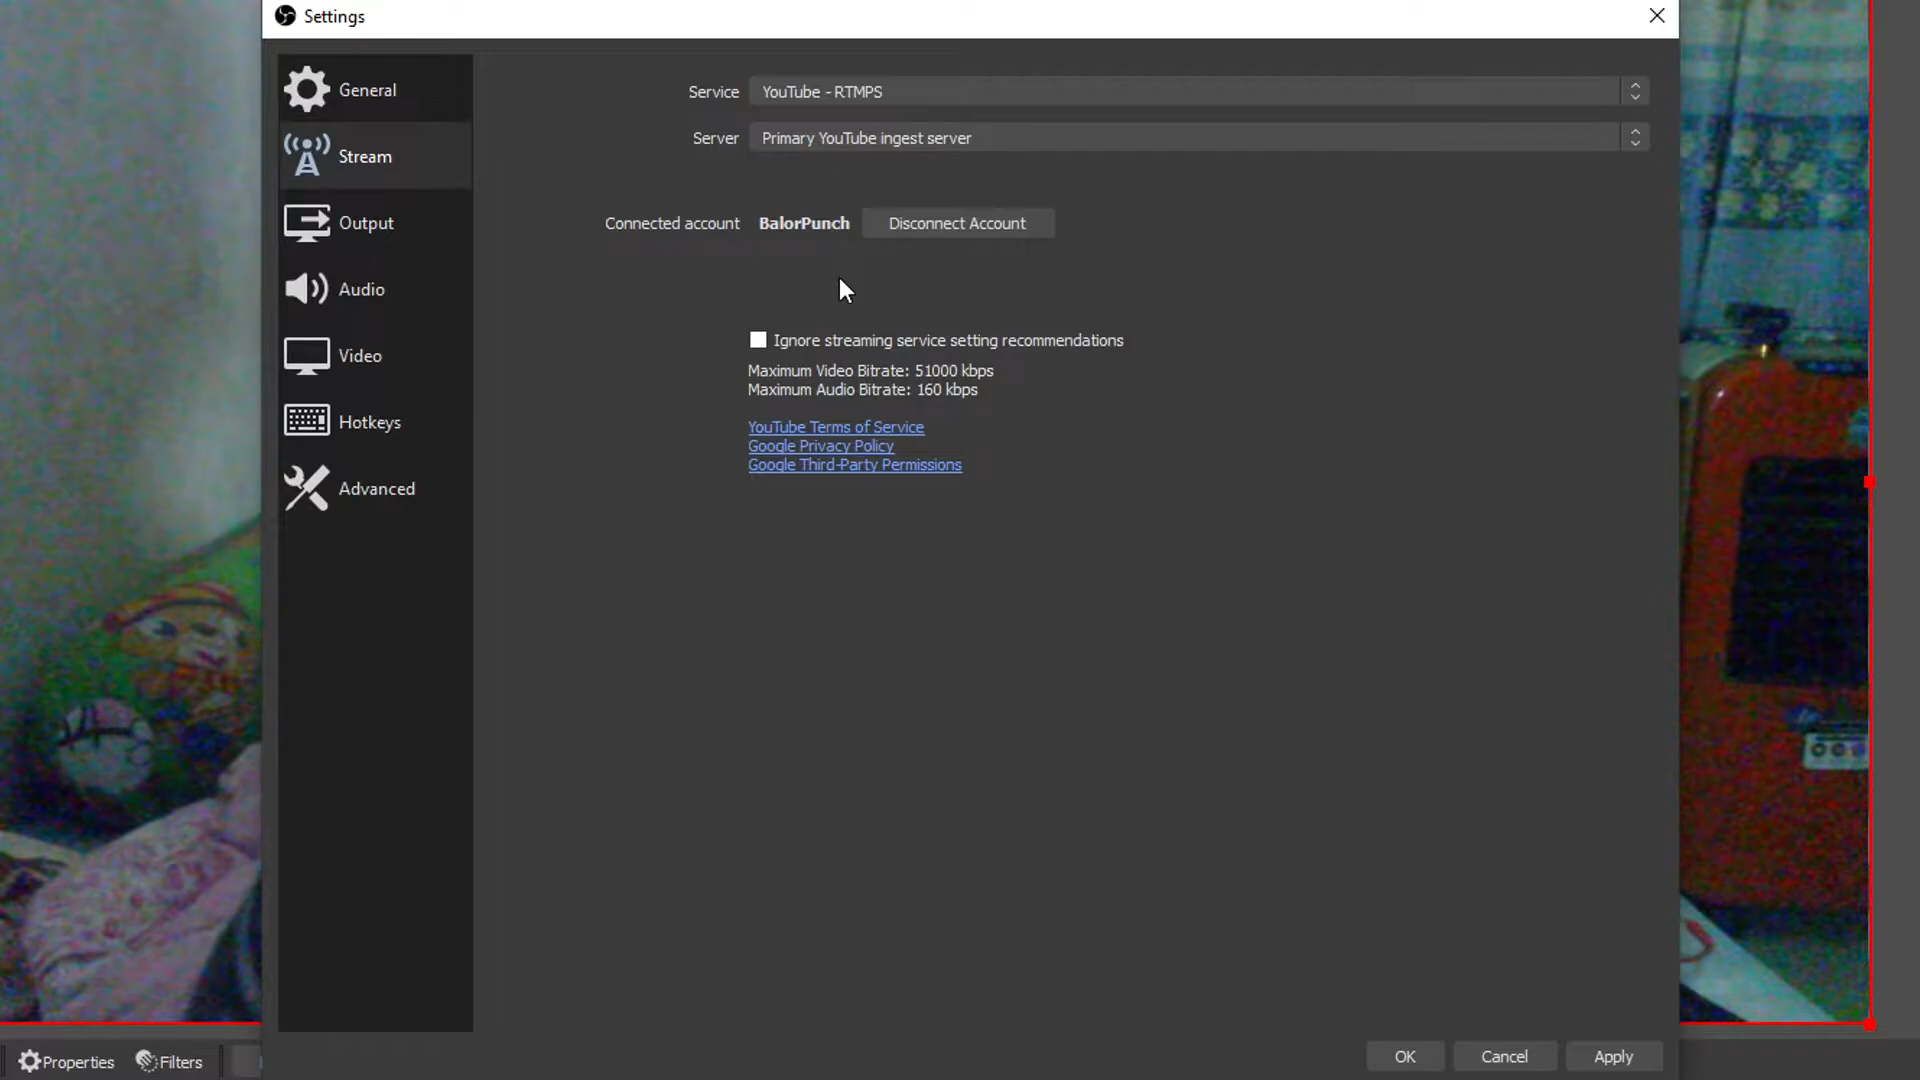 Settings
General
Stream
Output
Audio
Video
Hotkeys
Advanced
Service YouTube - RTMPS
Server Primary YouTube ingest server
Connected account BalorPunch Disconnect Account
Ignore streaming service setting recommendations
Maximum Video Bitrate: 51000 kbps
Maximum Audio Bitrate: 160 kbps
YouTube Terms of Service
Google Privacy Policy
Google Third-Party Permissions
OK Cancel Apply
Properties Filters